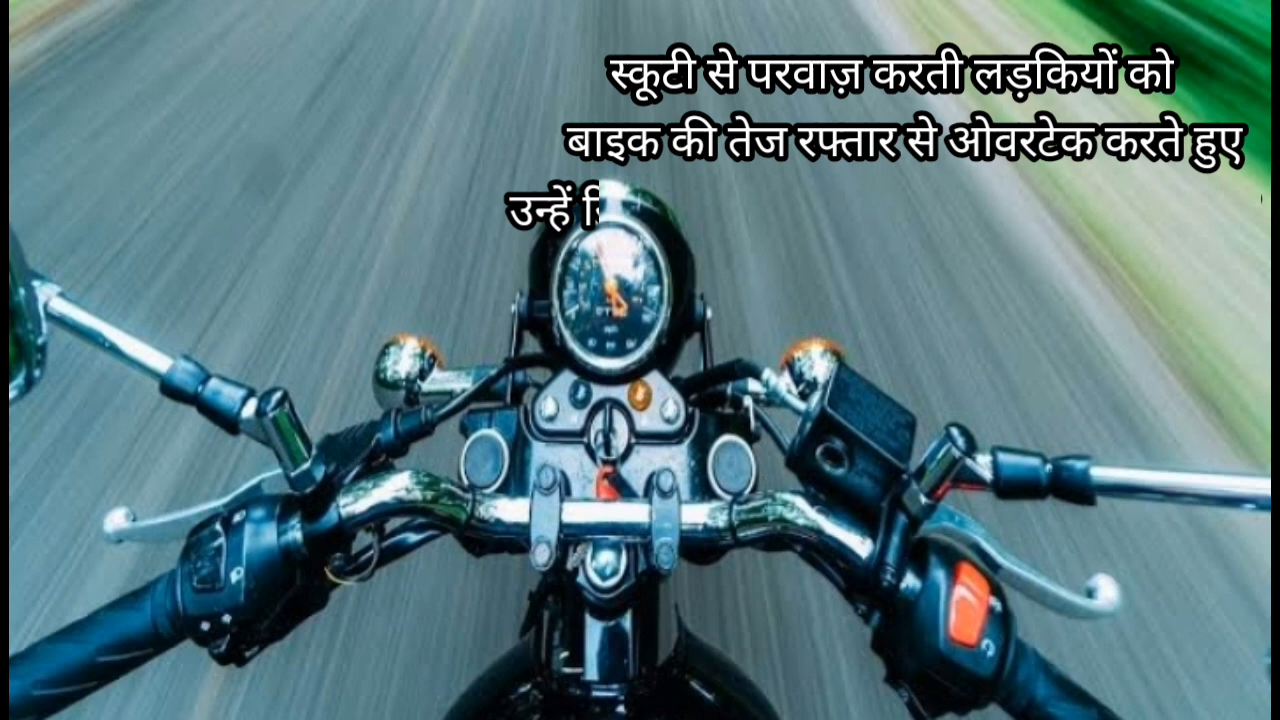 स्कूटी से परवाज़ करती लड़कियों को
बाइक की तेज रफ्तार से ओवरटेक करते हुए
उन्हें